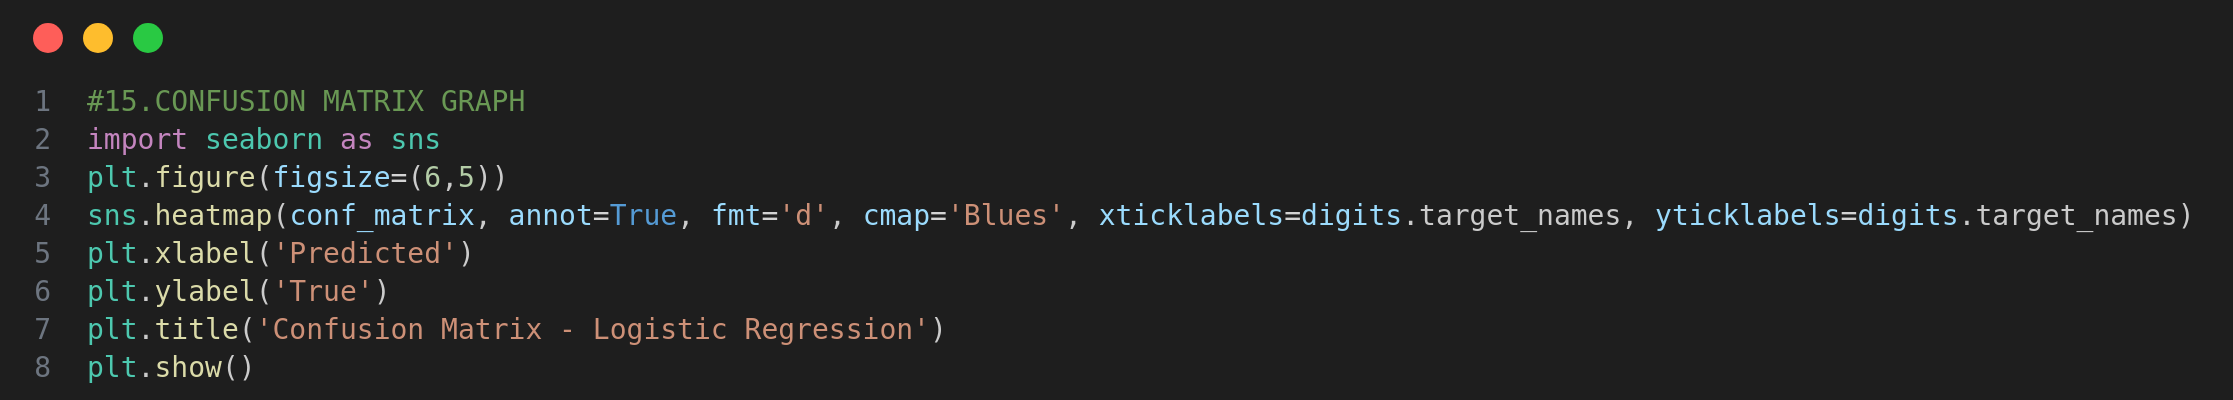 1 #15.CONFUSION MATRIX GRAPH
2 import seaborn as sns
3 plt.figure(figsize=(6,5))
4 sns.heatmap(conf_matrix, annot=True, fmt='d', cmap='Blues', xticklabels=digits.target_names, yticklabels=digits.target_names)
5 plt.xlabel('Predicted')
6 plt.ylabel('True')
7 plt.title('Confusion Matrix - Logistic Regression')
8 plt.show()